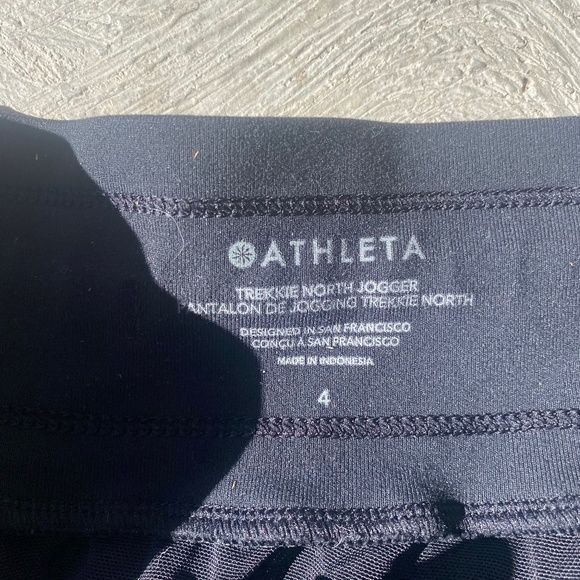 ATHLETA
TREKKIE NORTH JOGGER
PANTALON DE JOGGING TREKKIE NORTH
DESIGNED IN SAN FRANCISCO
CONÇU À SAN FRANCISCO
MADE IN INDONESIA
4